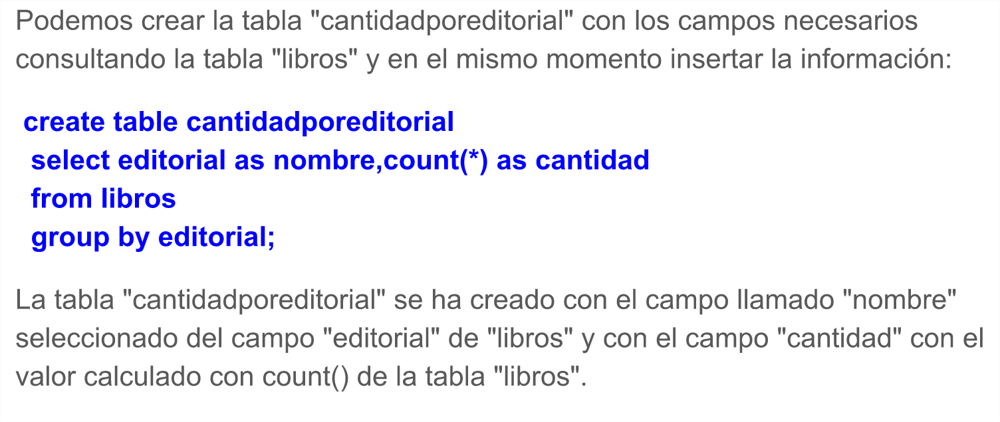 Podemos crear la tabla "cantidadporeditorial" con los campos necesarios
consultando la tabla "libros" y en el mismo momento insertar la información:
create table cantidadporeditorial
select editorial as nombre,count(*) as cantidad
from libros
group by editorial;
La tabla "cantidadporeditorial" se ha creado con el campo llamado "nombre"
seleccionado del campo "editorial" de "libros" y con el campo "cantidad" con el
valor calculado con count() de la tabla "libros".